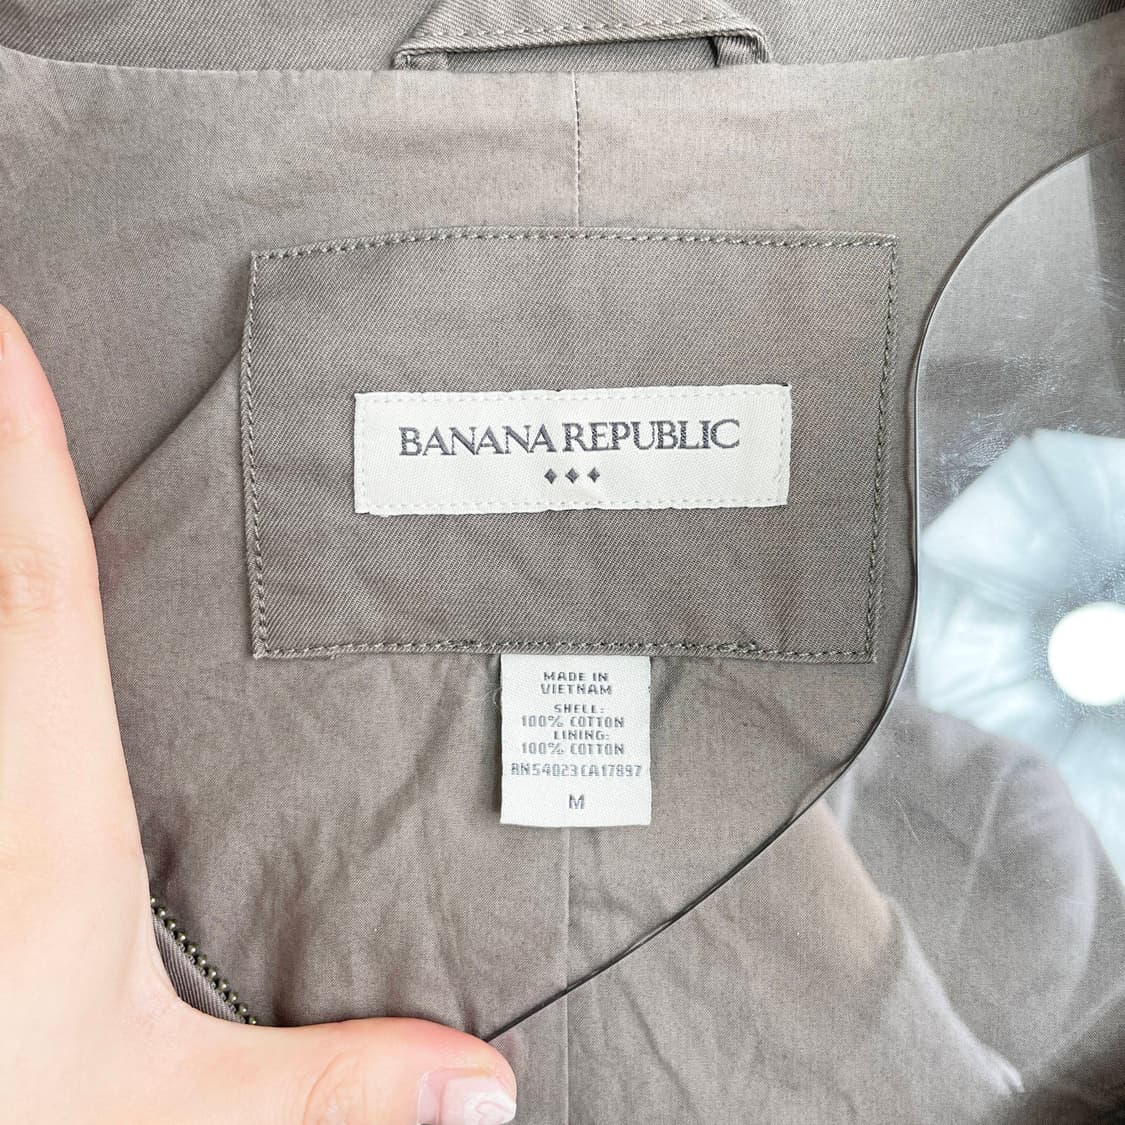 BANANA REPUBLIC
MADE IN
VIETNAM
SHELL:
100% COTTON
LINING:
100% COTTON
RN54023CA17897
M